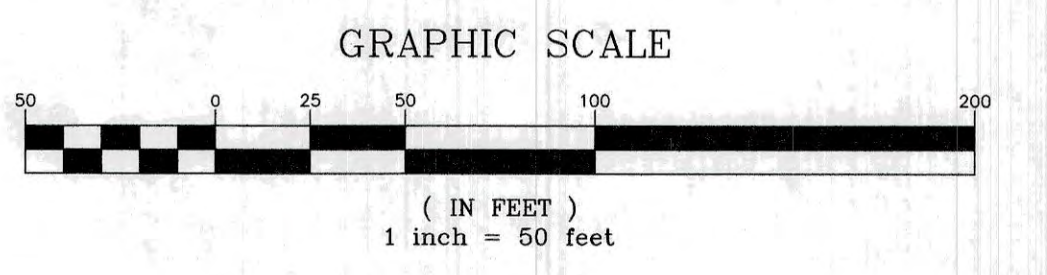 GRAPHIC SCALE
50 0 25 50 100 200
( IN FEET )
1 inch = 50 feet